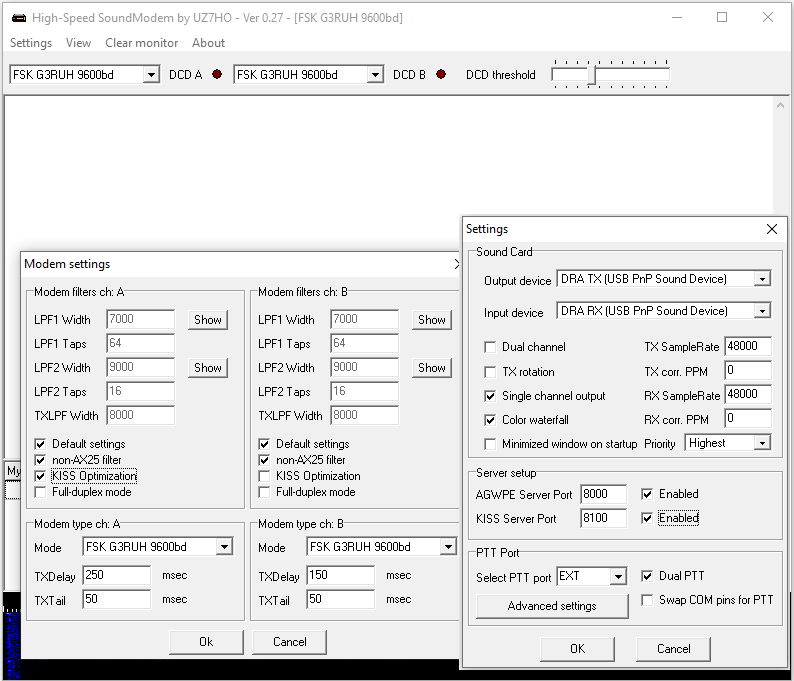 High-Speed SoundModem by UZ7HO - Ver 0.27 - [FSK G3RUH 9600bd]
Settings View Clear monitor About
FSK G3RUH 9600bd DCD A FSK G3RUH 9600bd DCD B DCD threshold
My
Modem settings
Modem filters ch: A
LPF1 Width 7000 Show
LPF1 Taps 64
LPF2 Width 9000 Show
LPF2 Taps 16
TXLPF Width 8000
Default settings
non-AX25 filter
KISS Optimization
Full-duplex mode
Modem type ch: A
Mode FSK G3RUH 9600bd
TXDelay 250 msec
TXTail 50 msec
Modem filters ch: B
LPF1 Width 7000 Show
LPF1 Taps 64
LPF2 Width 9000 Show
LPF2 Taps 16
TXLPF Width 8000
Default settings
non-AX25 filter
KISS Optimization
Full-duplex mode
Modem type ch: B
Mode FSK G3RUH 9600bd
TXDelay 150 msec
TXTail 50 msec
Ok Cancel
Settings
Sound Card
Output device DRA TX (USB PnP Sound Device)
Input device DRA RX (USB PnP Sound Device)
Dual channel TX SampleRate 48000
TX rotation TX corr. PPM 0
Single channel output RX SampleRate 48000
Color waterfall RX corr. PPM 0
Minimized window on startup Priority Highest
Server setup
AGWPE Server Port 8000 Enabled
KISS Server Port 8100 Enabled
PTT Port
Select PTT port EXT Dual PTT
Advanced settings Swap COM pins for PTT
OK Cancel